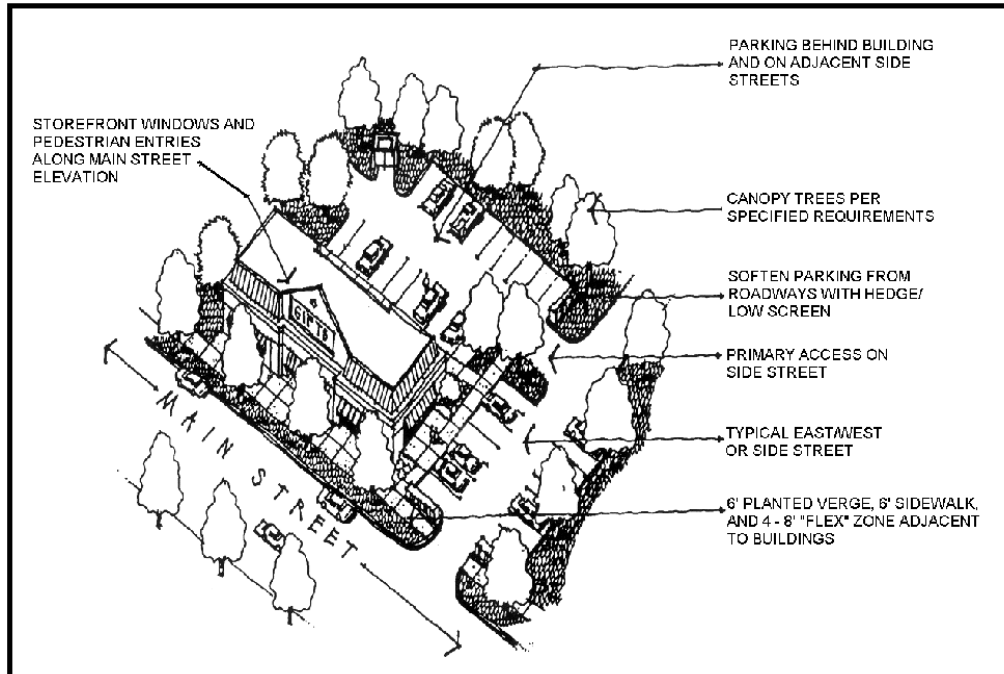 PARKING BEHIND BUILDING
AND ON ADJACENT SIDE
STREETS
STOREFRONT WINDOWS AND
PEDESTRIAN ENTRIES
ALONG MAIN STREET
ELEVATION
CANOPY TREES PER
SPECIFIED REQUIREMENTS
SOFTEN PARKING FROM
ROADWAYS WITH HEDGE/
LOW SCREEN
GIFTS
PRIMARY ACCESS ON
SIDE STREET
MAIN STREET
TYPICAL EAST/WEST
OR SIDE STREET
6' PLANTED VERGE, 6' SIDEWALK,
AND 4 - 8' "FLEX" ZONE ADJACENT
TO BUILDINGS